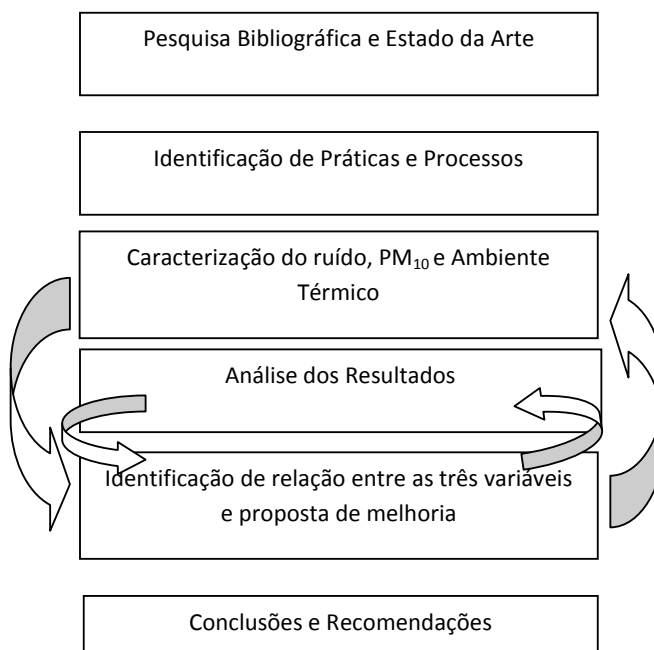 Pesquisa Bibliográfica e Estado da Arte
Identificação de Práticas e Processos
Caracterização do ruído, PM₁₀ e Ambiente
Térmico
Análise dos Resultados
Identificação de relação entre as três variáveis
e proposta de melhoria
Conclusões e Recomendações